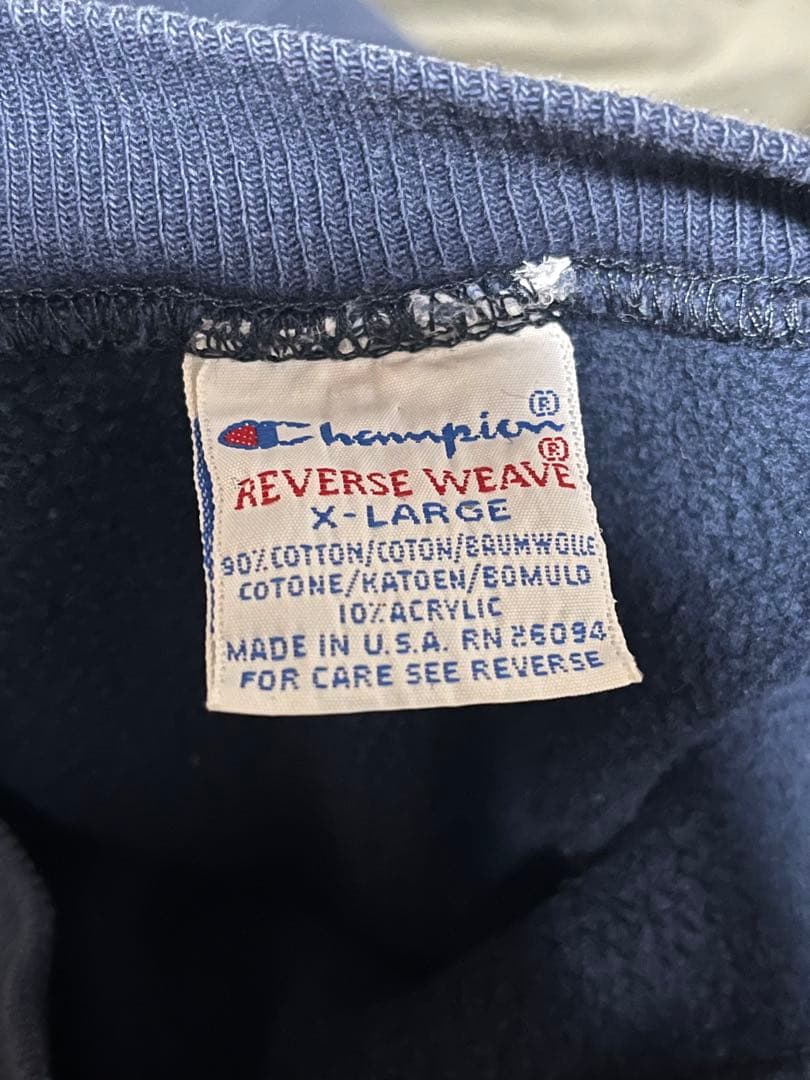 Champion®
REVERSE WEAVE®
X-LARGE
90% COTTON/COTON/BAUMWOLLE
COTONE/KATOEN/BOMULD
10% ACRYLIC
MADE IN U.S.A. RN 26094
FOR CARE SEE REVERSE